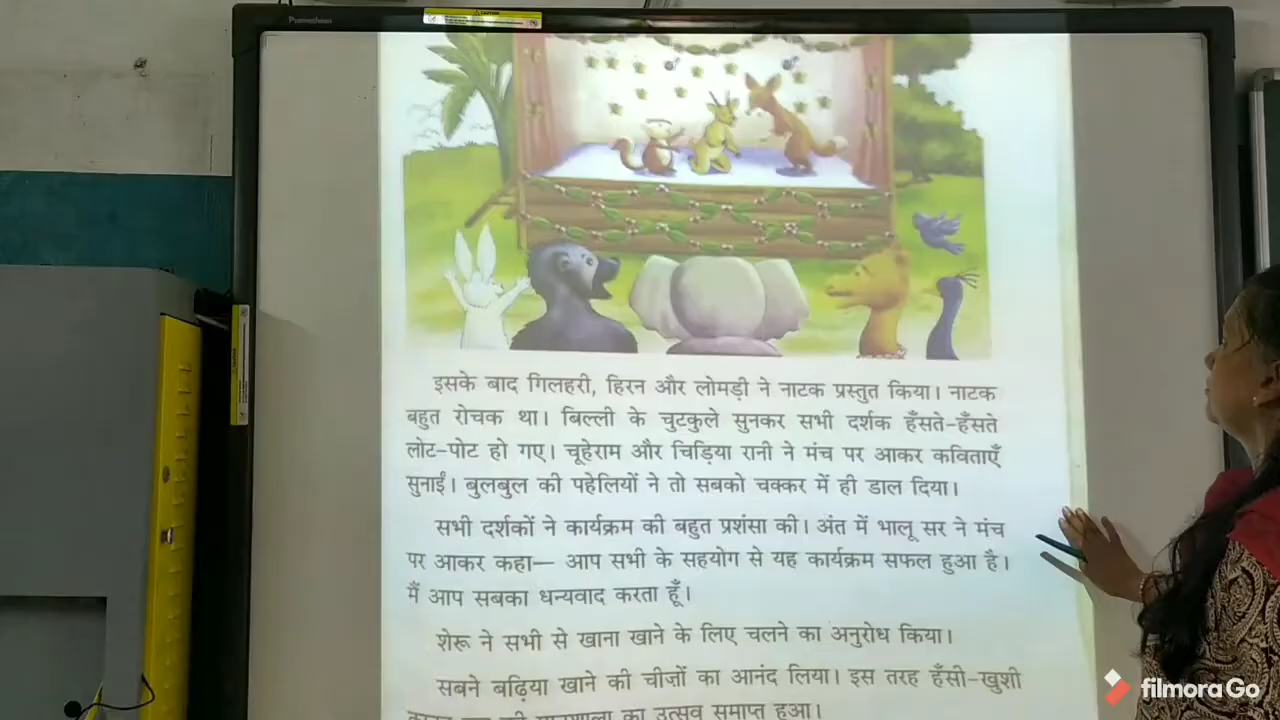 Promethean
इसके बाद गिलहरी, हिरन और लोमड़ी ने नाटक प्रस्तुत किया। नाटक
बहुत रोचक था। बिल्ली के चुटकुले सुनकर सभी दर्शक हँसते-हँसते
लोट-पोट हो गए। चूहेराम और चिड़िया रानी ने मंच पर आकर कविताएँ
सुनाईं। बुलबुल की पहेलियों ने तो सबको चक्कर में ही डाल दिया।
सभी दर्शकों ने कार्यक्रम की बहुत प्रशंसा की। अंत में भालू सर ने मंच
पर आकर कहा— आप सभी के सहयोग से यह कार्यक्रम सफल हुआ है।
मैं आप सबका धन्यवाद करता हूँ।
शेरू ने सभी से खाना खाने के लिए चलने का अनुरोध किया।
सबने बढ़िया खाने की चीज़ों का आनंद लिया। इस तरह हँसी-खुशी
का उत्सव समाप्त हुआ।
filmora Go